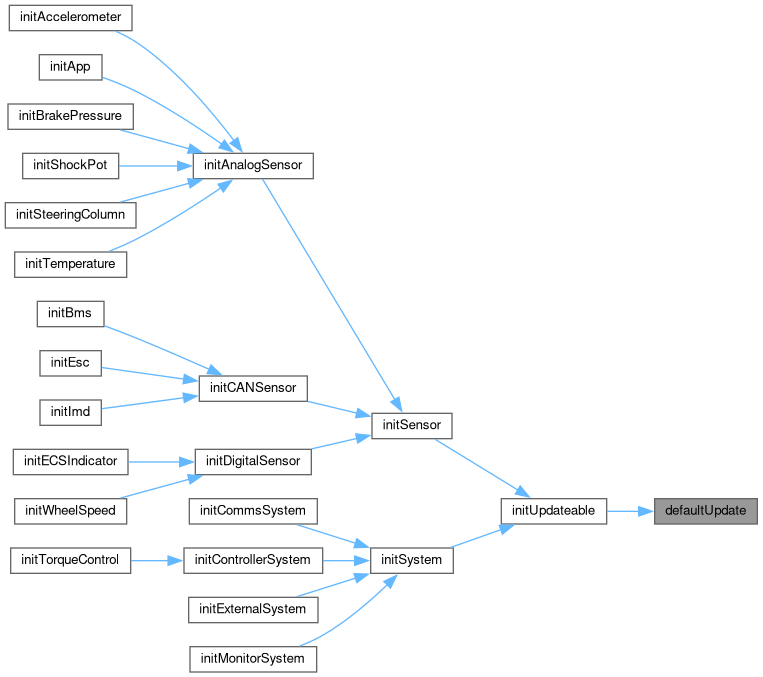 initAccelerometer
initApp
initBrakePressure
initShockPot
initAnalogSensor
initSteeringColumn
initTemperature
initBms
initEsc
initCANSensor
initImd
initSensor
initECSIndicator
initDigitalSensor
initWheelSpeed
initCommsSystem
initUpdateable
defaultUpdate
initTorqueControl
initControllerSystem
initSystem
initExternalSystem
initMonitorSystem